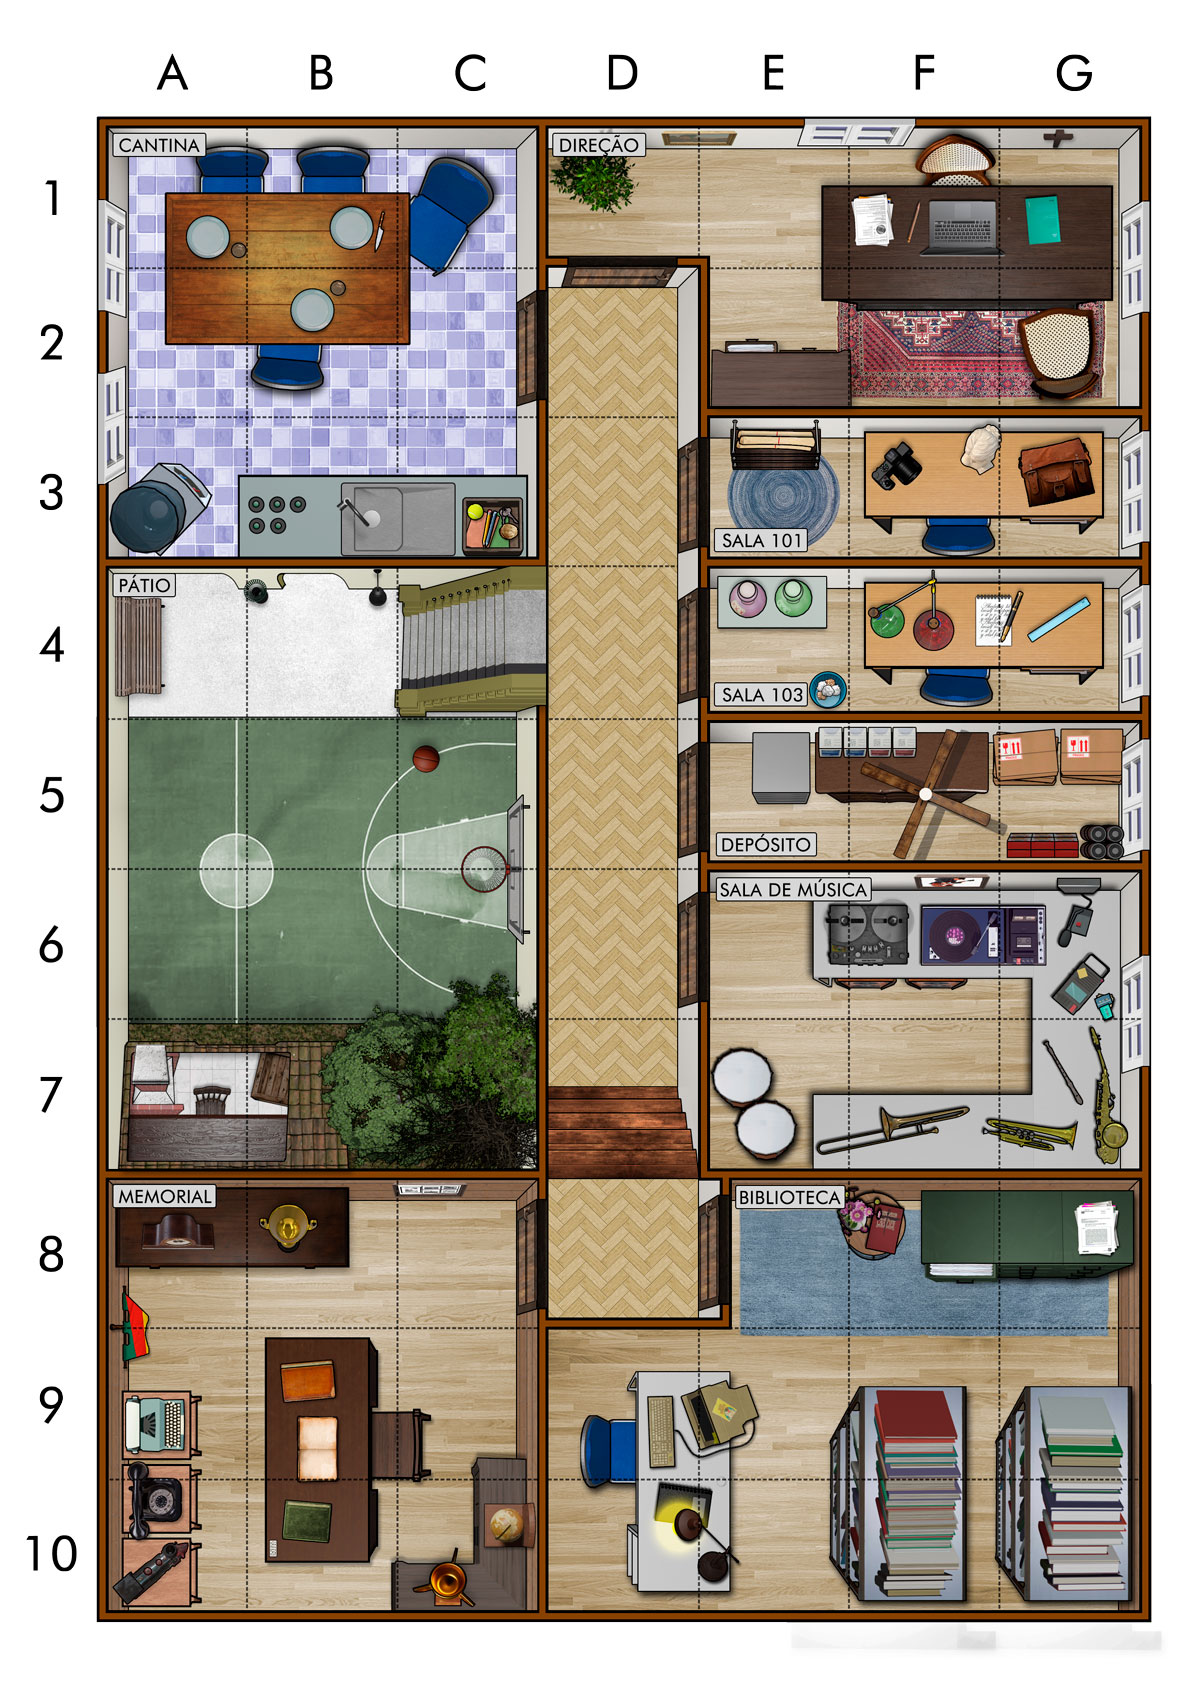 A B C D E F G
1
CANTINA
DIREÇÃO
2
3
SALA 101
4
PÁTIO
SALA 103
5
DEPÓSITO
6
SALA DE MÚSICA
7
8
MEMORIAL
BIBLIOTECA
9
10